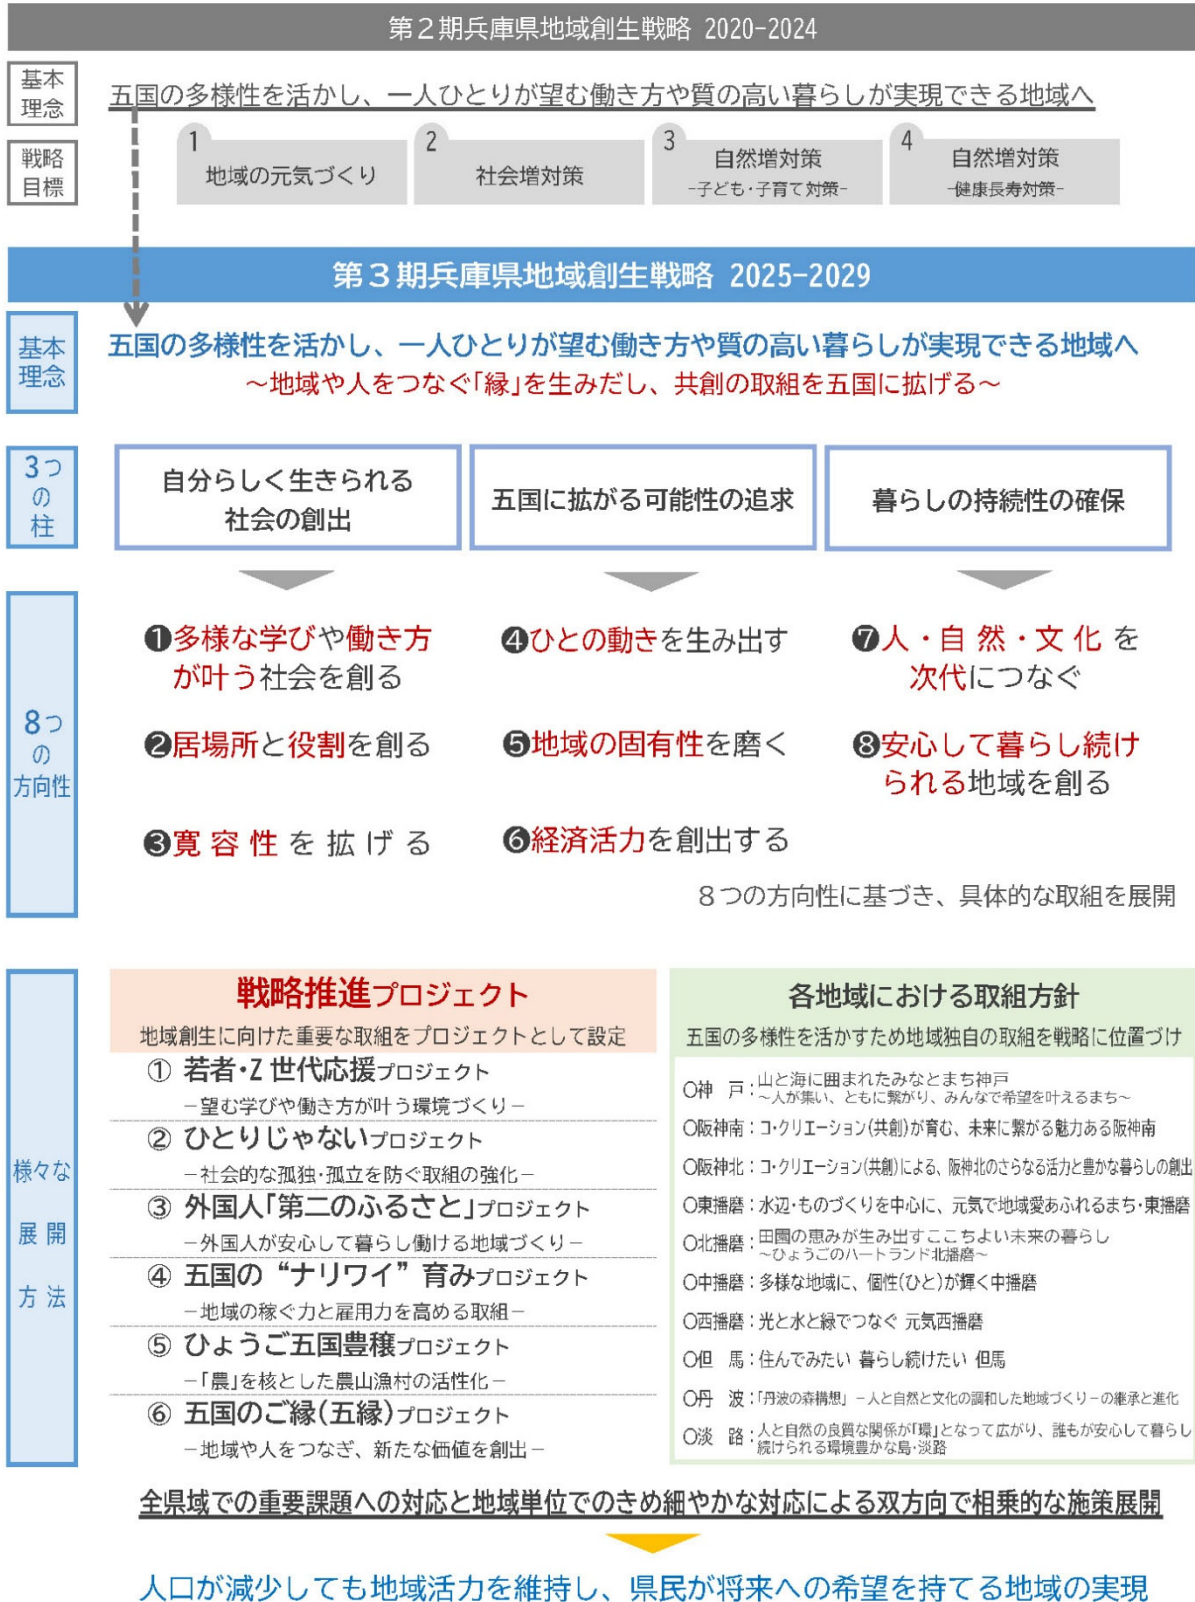 第２期兵庫県地域創生戦略 2020-2024
基本
理念
五国の多様性を活かし、一人ひとりが望む働き方や質の高い暮らしが実現できる地域へ
戦略
目標
1
地域の元気づくり
2
社会増対策
3
自然増対策
-子ども・子育て対策-
4
自然増対策
-健康長寿対策-
第３期兵庫県地域創生戦略 2025-2029
基本
理念
五国の多様性を活かし、一人ひとりが望む働き方や質の高い暮らしが実現できる地域へ
～地域や人をつなぐ「縁」を生みだし、共創の取組を五国に拡げる～
3つ
の
柱
自分らしく生きられる
社会の創出
五国に拡がる可能性の追求
暮らしの持続性の確保
8つ
の
方向性
❶多様な学びや働き方
が叶う社会を創る
❷居場所と役割を創る
❸寛容性を拡げる
❹ひとの動きを生み出す
❺地域の固有性を磨く
❻経済活力を創出する
❼人・自然・文化を
次代につなぐ
❽安心して暮らし続け
られる地域を創る
８つの方向性に基づき、具体的な取組を展開
様々な
展開
方法
戦略推進プロジェクト
地域創生に向けた重要な取組をプロジェクトとして設定
① 若者・Z世代応援プロジェクト
－望む学びや働き方が叶う環境づくり－
② ひとりじゃないプロジェクト
－社会的な孤独・孤立を防ぐ取組の強化－
③ 外国人「第二のふるさと」プロジェクト
－外国人が安心して暮らし働ける地域づくり－
④ 五国の“ナリワイ”育みプロジェクト
－地域の稼ぐ力と雇用力を高める取組－
⑤ ひょうご五国豊穣プロジェクト
－「農」を核とした農山漁村の活性化－
⑥ 五国のご縁(五縁)プロジェクト
－地域や人をつなぎ、新たな価値を創出－
各地域における取組方針
五国の多様性を活かすため地域独自の取組を戦略に位置づけ
○神　戸：山と海に囲まれたみなとまち神戸
～人が集い、ともに繋がり、みんなで希望を叶えるまち～
○阪神南：コ・クリエーション(共創)が育む、未来に繋がる魅力ある阪神南
○阪神北：コ・クリエーション(共創)による、阪神北のさらなる活力と豊かな暮らしの創出
○東播磨：水辺・ものづくりを中心に、元気で地域愛あふれるまち・東播磨
○北播磨：田園の恵みが生み出すここちよい未来の暮らし
～ひょうごのハートランド北播磨～
○中播磨：多様な地域に、個性(ひと)が輝く中播磨
○西播磨：光と水と緑でつなぐ 元気西播磨
○但　馬：住んでみたい 暮らし続けたい 但馬
○丹　波：「丹波の森構想」－人と自然と文化の調和した地域づくり－の継承と進化
○淡　路：人と自然の良質な関係が「環」となって広がり、誰もが安心して暮らし
続けられる環境豊かな島・淡路
全県域での重要課題への対応と地域単位でのきめ細やかな対応による双方向で相乗的な施策展開
人口が減少しても地域活力を維持し、県民が将来への希望を持てる地域の実現